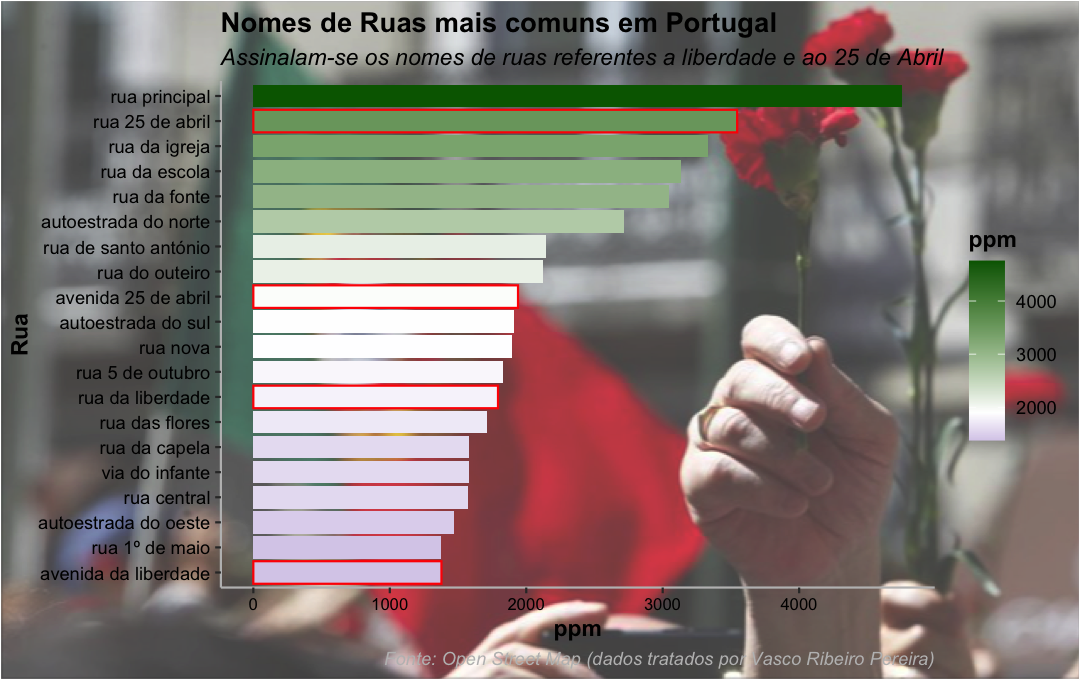 Nomes de Ruas mais comuns em Portugal
Assinalam-se os nomes de ruas referentes a liberdade e ao 25 de Abril
rua principal
rua 25 de abril
rua da igreja
rua da escola
rua da fonte
autoestrada do norte
rua de santo antónio
rua do outeiro
avenida 25 de abril
autoestrada do sul
rua nova
rua 5 de outubro
rua da liberdade
rua das flores
rua da capela
via do infante
rua central
autoestrada do oeste
rua 1º de maio
avenida da liberdade
Rua
0 1000 2000 3000 4000
ppm
ppm
4000
3000
2000
Fonte: Open Street Map (dados tratados por Vasco Ribeiro Pereira)